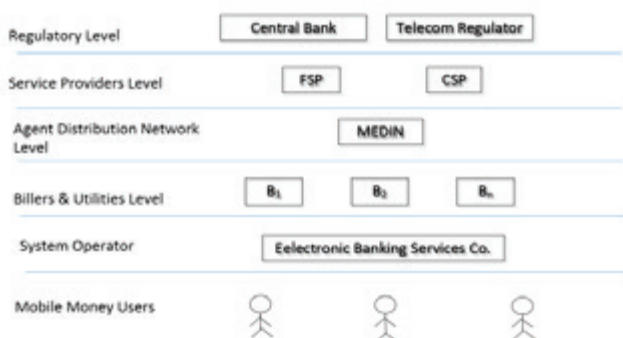 Regulatory Level
Central Bank
Telecom Regulator
Service Providers Level
FSP
CSP
Agent Distribution Network
Level
MEDIN
Billers & Utilities Level
B₁
B₂
Bₙ
System Operator
Eelectronic Banking Services Co.
Mobile Money Users